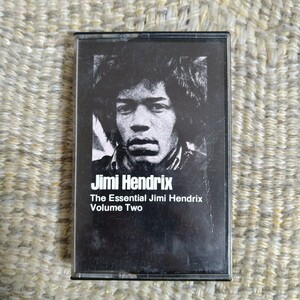 Jimi Hendrix
The Essential Jimi Hendrix
Volume Two